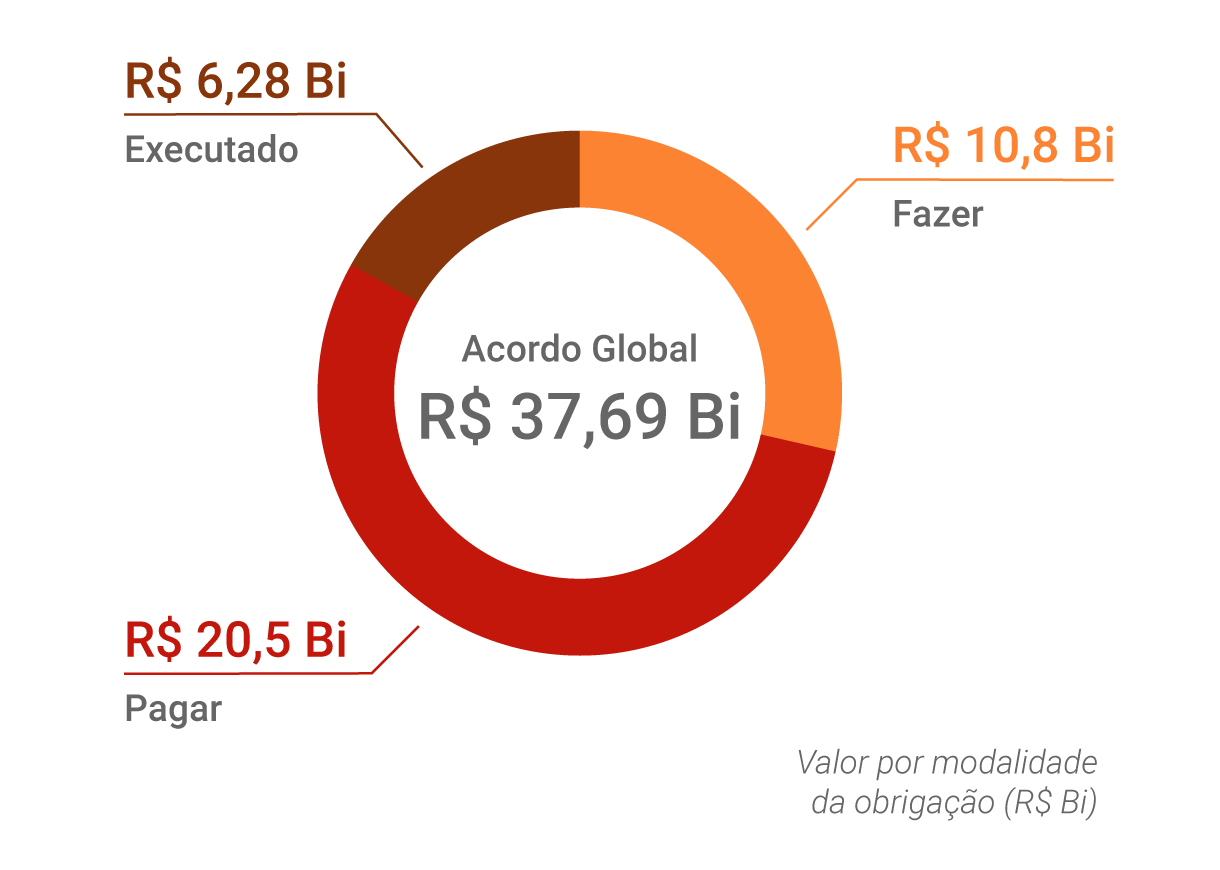 R$ 6,28 Bi
Executado
R$ 10,8 Bi
Fazer
Acordo Global
R$ 37,69 Bi
R$ 20,5 Bi
Pagar
Valor por modalidade
da obrigação (R$ Bi)